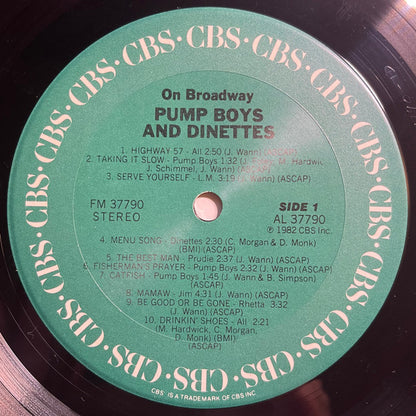 CBS · CBS · CBS · CBS · CBS · CBS · CBS · CBS · CBS · CBS · CBS · CBS · CBS · CBS · CBS · CBS
On Broadway
PUMP BOYS
AND DINETTES
1. HIGHWAY 57 - All 2:50 (J. Wann) (ASCAP)
2. TAKING IT SLOW - Pump Boys 1:32 (J. Foley, M. Hardwick,
J. Schimmel, J. Wann) (ASCAP)
3. SERVE YOURSELF - L.M. 3:19 (J. Wann) (ASCAP)
FM 37790
STEREO
SIDE 1
AL 37790
℗ 1982 CBS Inc.
4. MENU SONG - Dinettes 2:30 (C. Morgan & D. Monk)
(BMI) (ASCAP)
5. THE BEST MAN - Prudie 2:37 (J. Wann) (ASCAP)
6. FISHERMAN'S PRAYER - Pump Boys 2:32 (J. Wann) (ASCAP)
7. CATFISH - Pump Boys 1:45 (J. Wann & B. Simpson)
(ASCAP)
8. MAMAW - Jim 4:31 (J. Wann) (ASCAP)
9. BE GOOD OR BE GONE - Rhetta 3:32
(J. Wann) (ASCAP)
10. DRINKIN' SHOES - All 2:21
(M. Hardwick, C. Morgan,
D. Monk) (BMI)
(ASCAP)
"CBS" IS A TRADEMARK OF CBS INC.